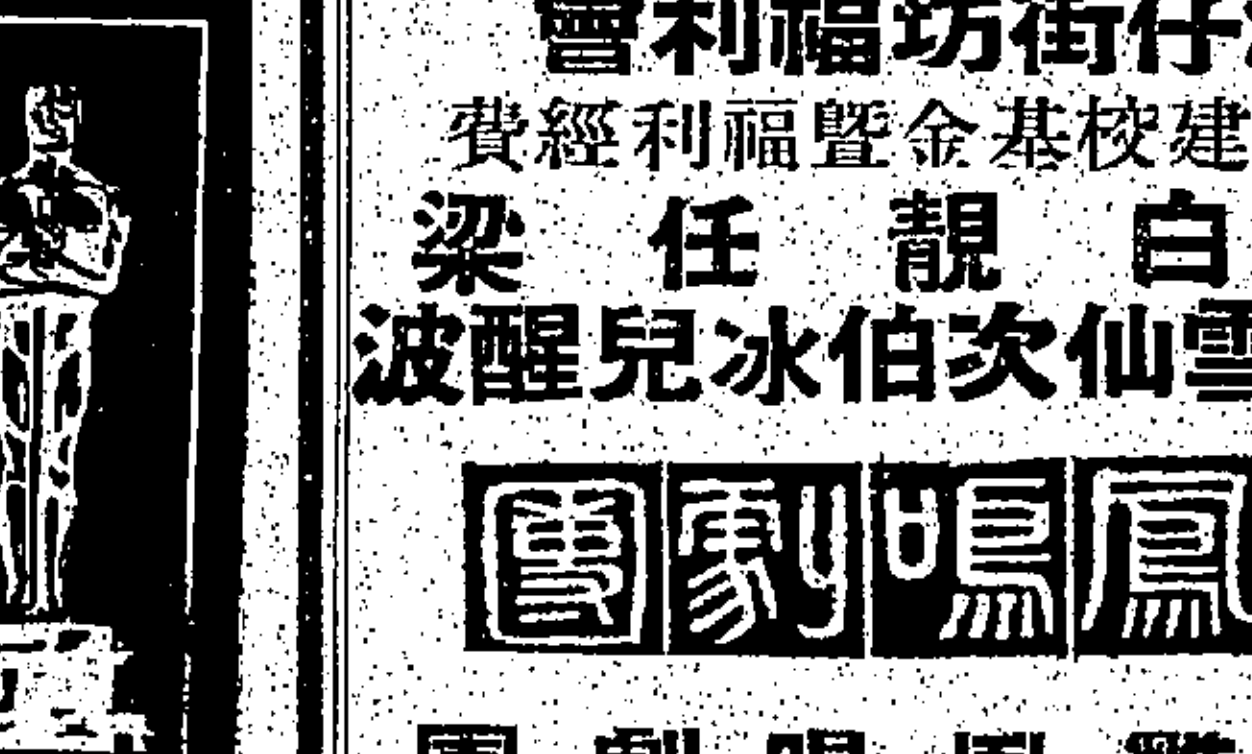 仔街坊福利會
建校基金暨福利經費
白 靚 任 梁
雪仙次伯冰兒醒波
鳳鳴劇團